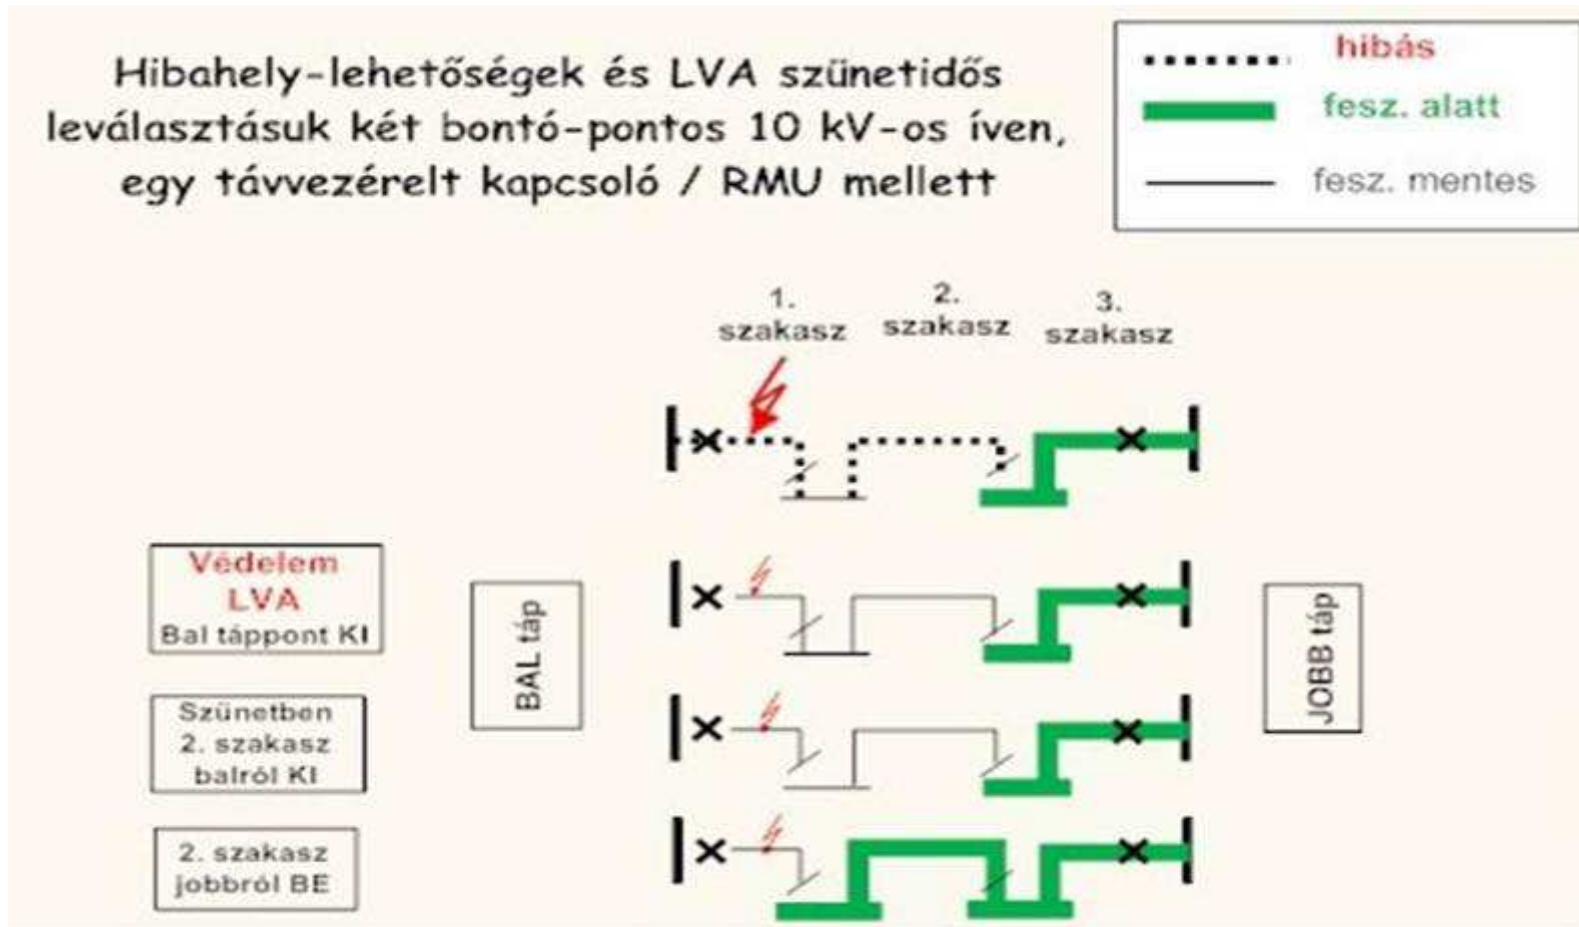 Hibahely-lehetőségek és LVA szünetidős
leválasztásuk két bontó-pontos 10 kV-os íven,
egy távvezérelt kapcsoló / RMU mellett
hibás
fesz. alatt
fesz. mentes
1.
szakasz
2.
szakasz
3.
szakasz
Védelem
LVA
Bal táppont KI
BAL táp
JOBB táp
Szünetben
2. szakasz
balról KI
2. szakasz
jobbról BE